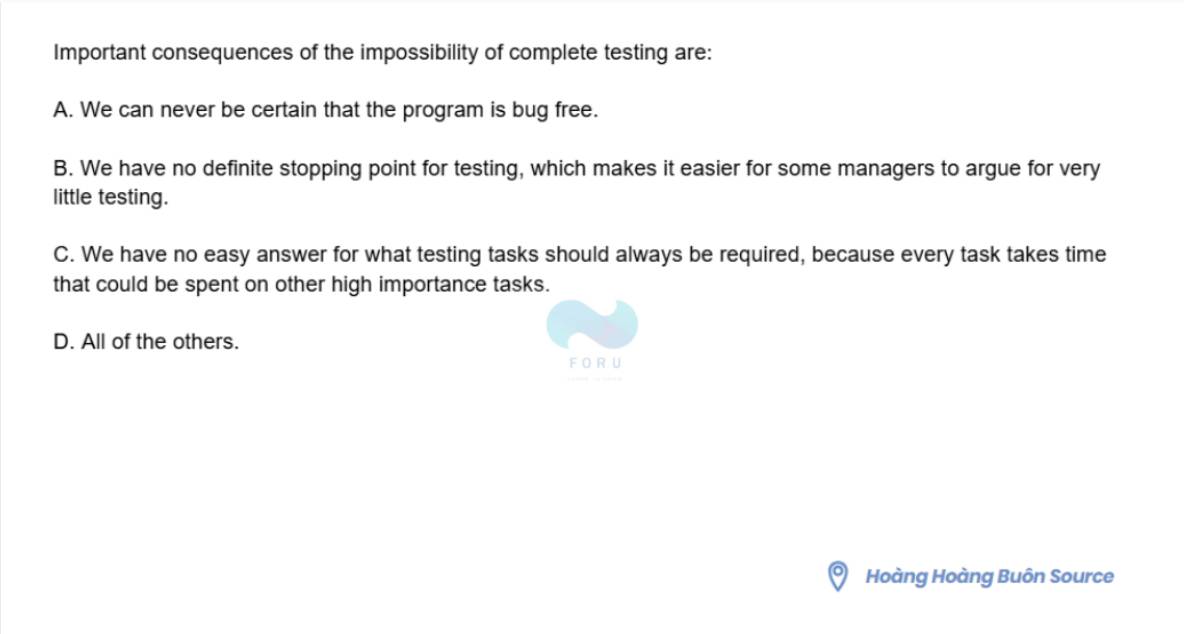 Important consequences of the impossibility of complete testing are:
A. We can never be certain that the program is bug free.
B. We have no definite stopping point for testing, which makes it easier for some managers to argue for very
little testing.
C. We have no easy answer for what testing tasks should always be required, because every task takes time
that could be spent on other high importance tasks.
D. All of the others.
FORU
Hoàng Hoàng Buôn Source